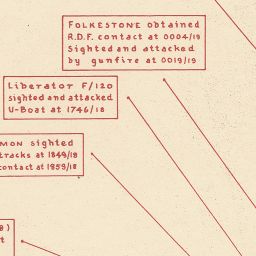 FOLKESTONE obtained
R.D.F. contact at 0004/19
Sighted and attacked
by gunfire at 0019/19
Liberator F/120
sighted and attacked
U-Boat at 1746/18
MON sighted
tracks at 1849/18
contact at 1959/18